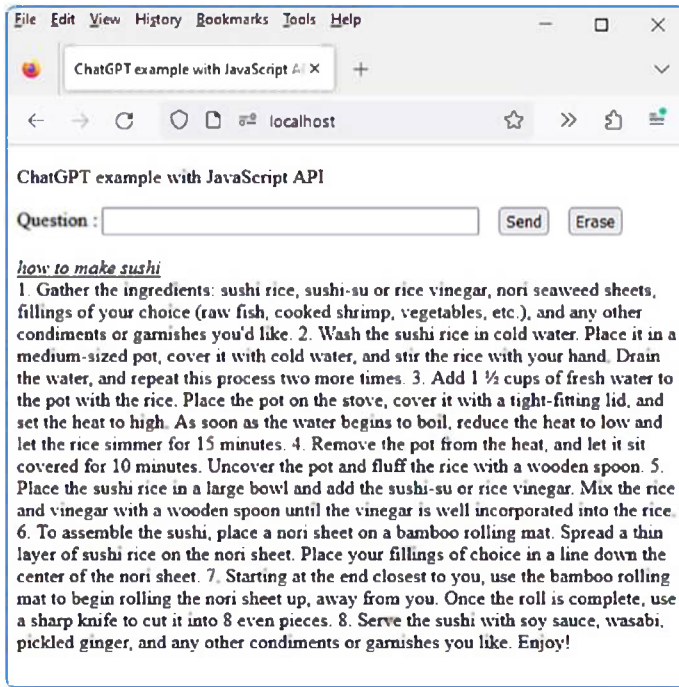 File Edit View History Bookmarks Tools Help
ChatGPT example with JavaScript A
localhost
ChatGPT example with JavaScript API
Question : Send Erase
how to make sushi
1. Gather the ingredients: sushi rice, sushi-su or rice vinegar, nori seaweed sheets,
fillings of your choice (raw fish, cooked shrimp, vegetables, etc.), and any other
condiments or garnishes you'd like. 2. Wash the sushi rice in cold water. Place it in a
medium-sized pot, cover it with cold water, and stir the rice with your hand. Drain
the water, and repeat this process two more times. 3. Add 1 ½ cups of fresh water to
the pot with the rice. Place the pot on the stove, cover it with a tight-fitting lid, and
set the heat to high. As soon as the water begins to boil, reduce the heat to low and
let the rice simmer for 15 minutes. 4. Remove the pot from the heat, and let it sit
covered for 10 minutes. Uncover the pot and fluff the rice with a wooden spoon. 5.
Place the sushi rice in a large bowl and add the sushi-su or rice vinegar. Mix the rice
and vinegar with a wooden spoon until the vinegar is well incorporated into the rice.
6. To assemble the sushi, place a nori sheet on a bamboo rolling mat. Spread a thin
layer of sushi rice on the nori sheet. Place your fillings of choice in a line down the
center of the nori sheet. 7. Starting at the end closest to you, use the bamboo rolling
mat to begin rolling the nori sheet up, away from you. Once the roll is complete, use
a sharp knife to cut it into 8 even pieces. 8. Serve the sushi with soy sauce, wasabi,
pickled ginger, and any other condiments or garnishes you like. Enjoy!